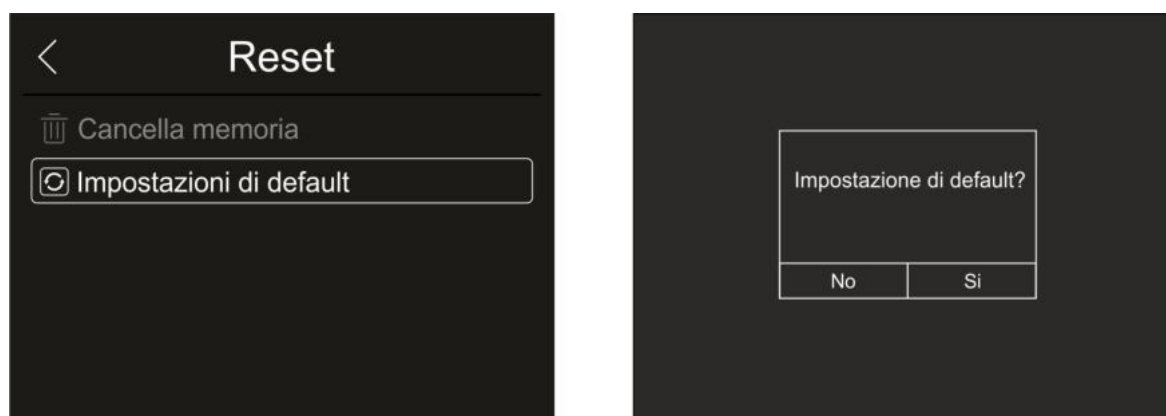 Reset
Cancella memoria
Impostazioni di default
Impostazione di default?
No
Si